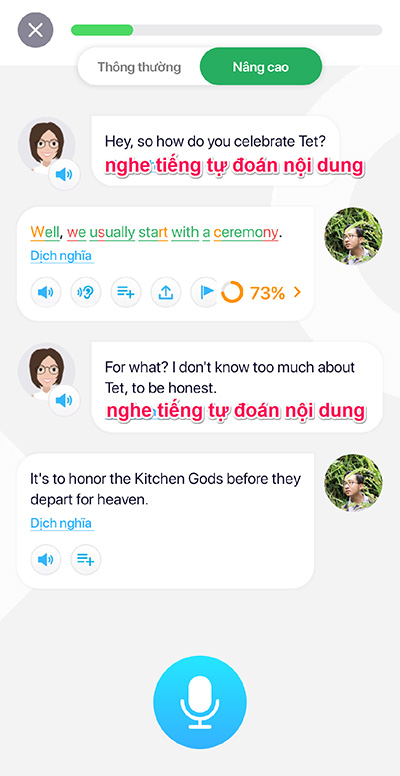 Thông thường
Nâng cao
Hey, so how do you celebrate Tet?
nghe tiếng tự đoán nội dung
Well, we usually start with a ceremony.
Dịch nghĩa
73%
For what? I don't know too much about
Tet, to be honest.
nghe tiếng tự đoán nội dung
It's to honor the Kitchen Gods before they
depart for heaven.
Dịch nghĩa